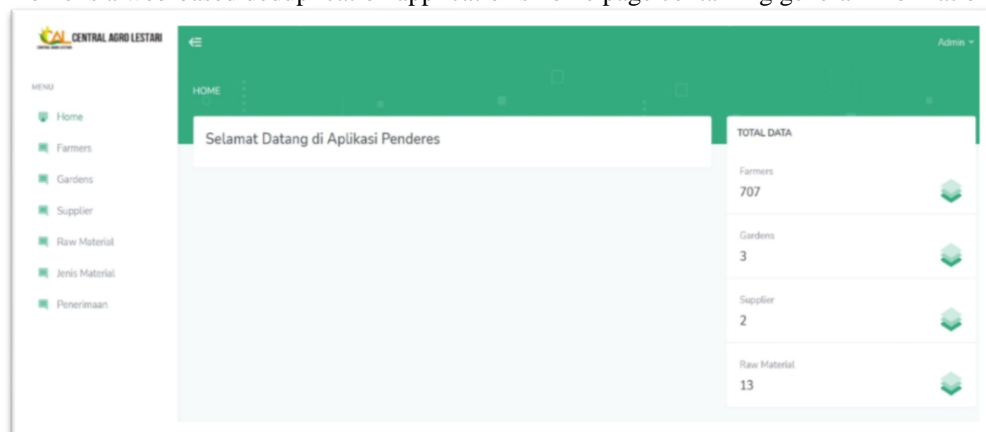 CENTRAL AGRO LESTARI
Admin
MENU
HOME
Home
Farmers
Gardens
Supplier
Raw Material
Jenis Material
Penerimaan
Selamat Datang di Aplikasi Penderes
TOTAL DATA
Farmers
707
Gardens
3
Supplier
2
Raw Material
13